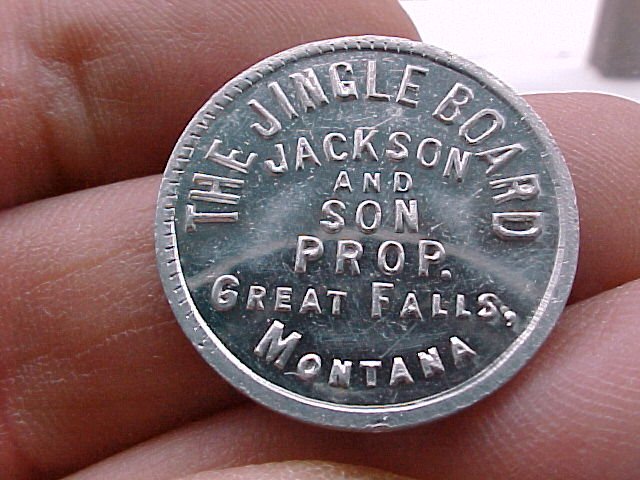 THE JINGLE BOARD
JACKSON
AND
SON
PROP.
GREAT FALLS,
MONTANA